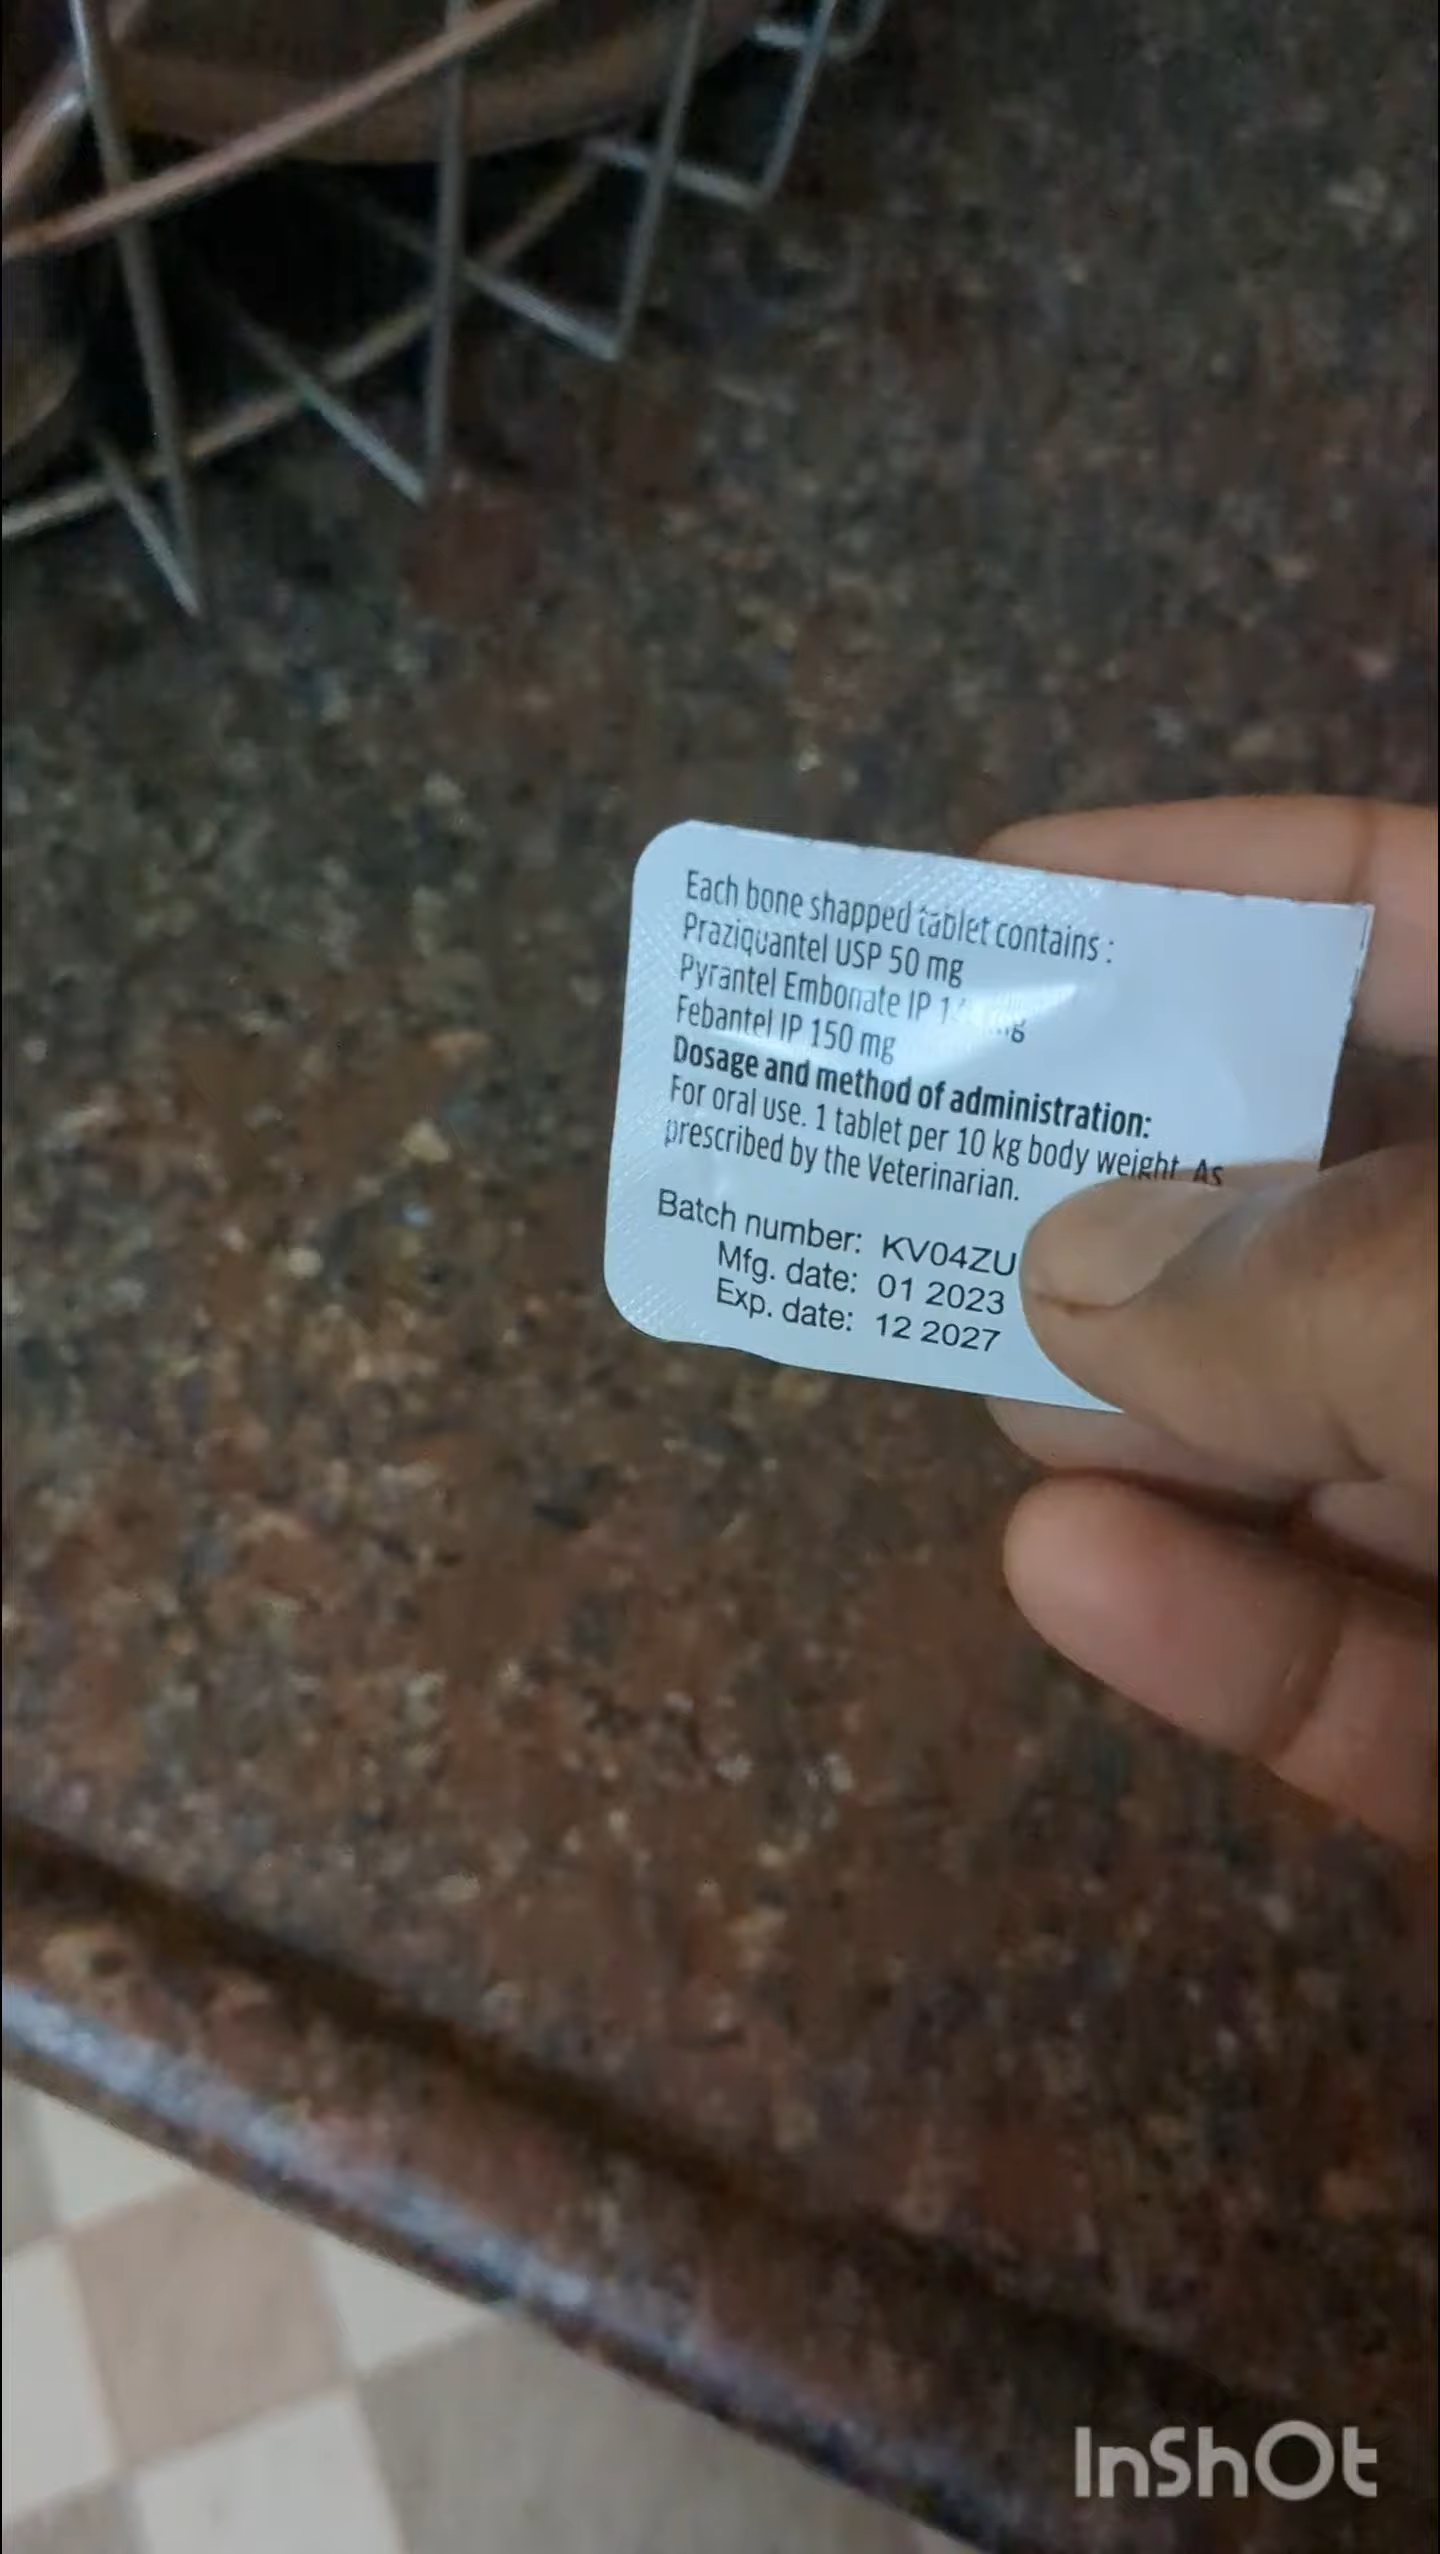 Each bone shapped tablet contains :
Praziquantel USP 50 mg
Pyrantel Embonate IP mg
Febantel IP 150 mg
Dosage and method of administration:
For oral use. 1 tablet per 10 kg body weight. As
prescribed by the Veterinarian.
Batch number: KV04ZU
Mfg. date: 01 2023
Exp. date: 12 2027
InShOt